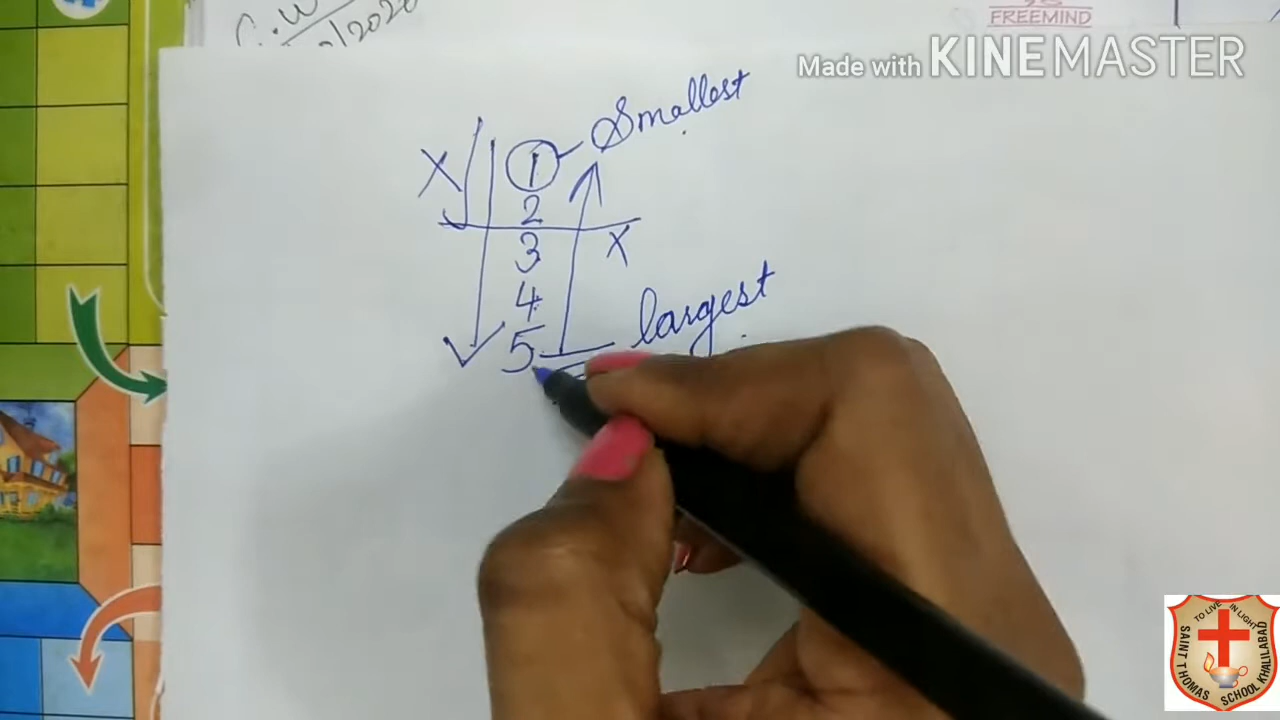 C.W
/2020
FREEMIND
Made with KINEMASTER
Smallest
X 1
2
3 X
4
5 largest
TO LIVE IN LIGHT
SAINT THOMAS SCHOOL KHALILABAD